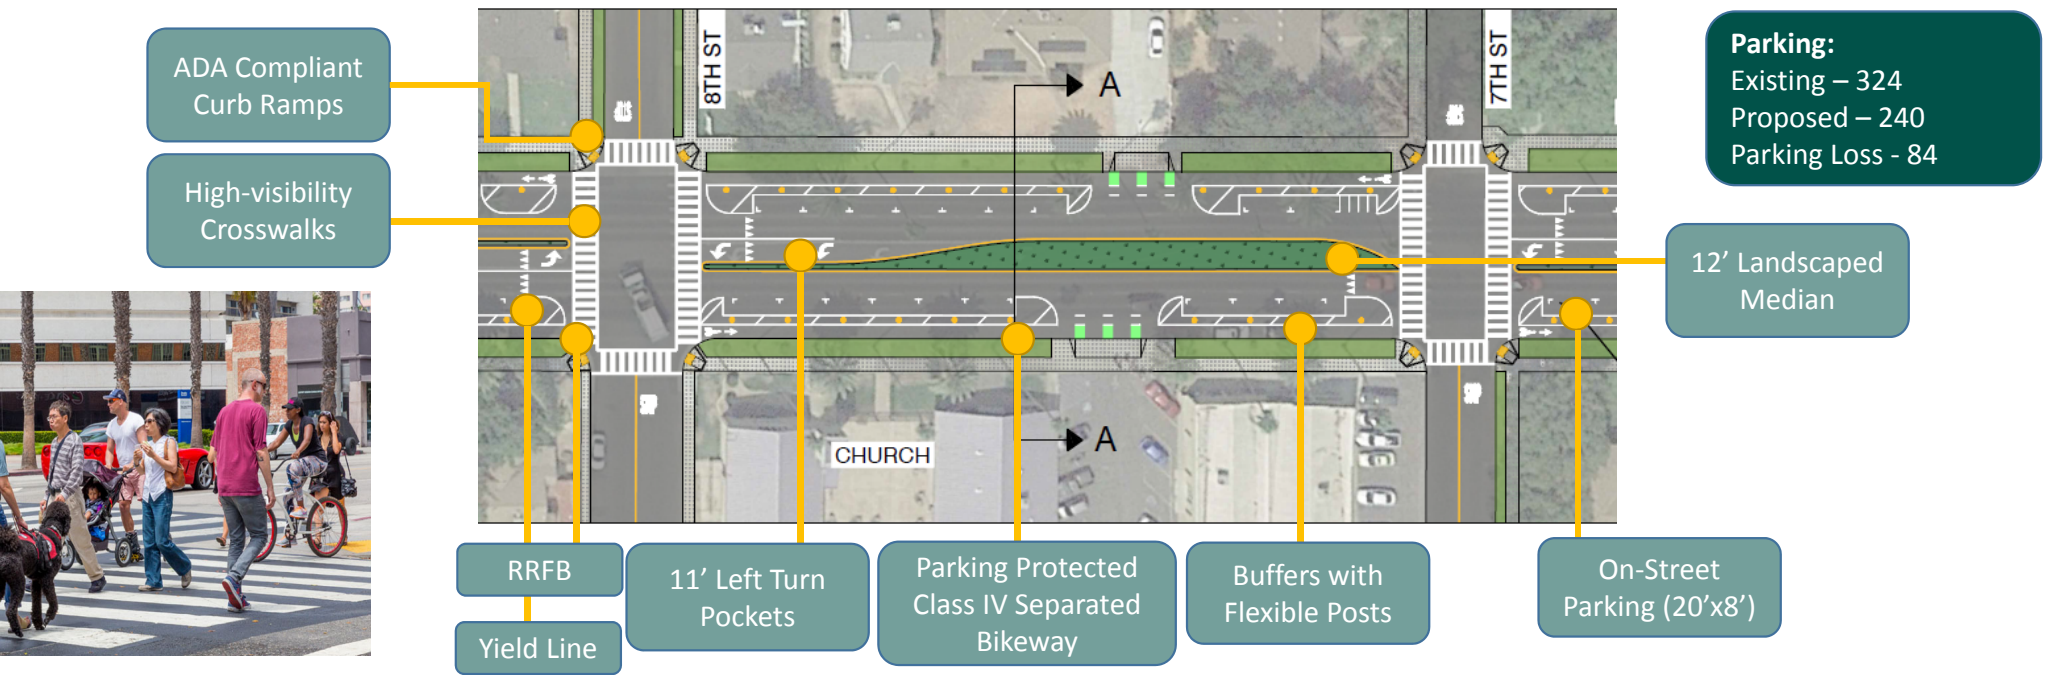 ADA Compliant
Curb Ramps
High-visibility
Crosswalks
8TH ST
A
7TH ST
Parking:
Existing – 324
Proposed – 240
Parking Loss - 84
12’ Landscaped
Median
CHURCH
A
RRFB
Yield Line
11’ Left Turn
Pockets
Parking Protected
Class IV Separated
Bikeway
Buffers with
Flexible Posts
On-Street
Parking (20’x8’)